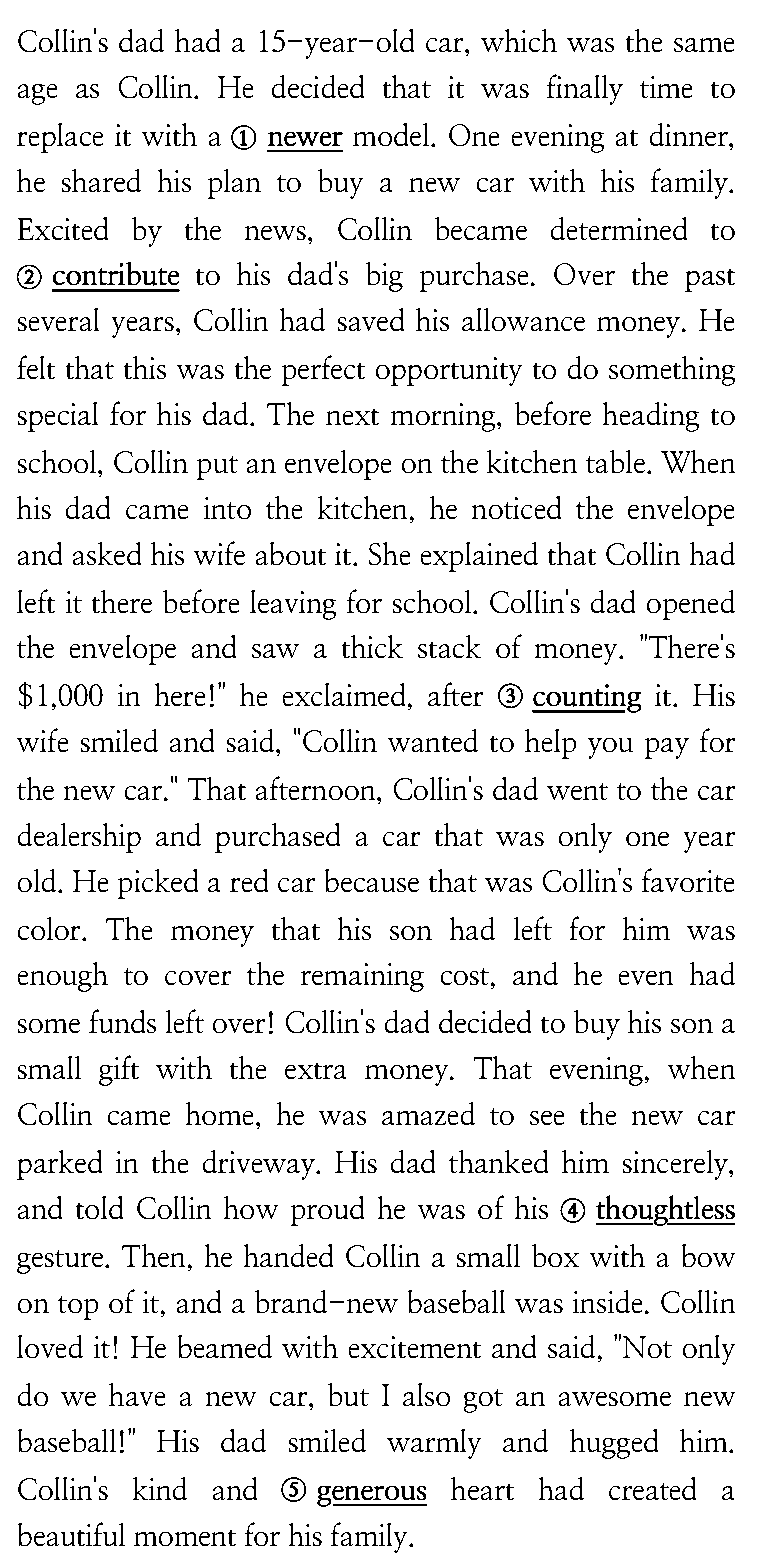 Collin's dad had a 15-year-old car, which was the same
age as Collin. He decided that it was finally time to
replace it with a ① newer model. One evening at dinner,
he shared his plan to buy a new car with his family.
Excited by the news, Collin became determined to
② contribute to his dad's big purchase. Over the past
several years, Collin had saved his allowance money. He
felt that this was the perfect opportunity to do something
special for his dad. The next morning, before heading to
school, Collin put an envelope on the kitchen table. When
his dad came into the kitchen, he noticed the envelope
and asked his wife about it. She explained that Collin had
left it there before leaving for school. Collin's dad opened
the envelope and saw a thick stack of money. "There's
$1,000 in here!" he exclaimed, after ③ counting it. His
wife smiled and said, "Collin wanted to help you pay for
the new car." That afternoon, Collin's dad went to the car
dealership and purchased a car that was only one year
old. He picked a red car because that was Collin's favorite
color. The money that his son had left for him was
enough to cover the remaining cost, and he even had
some funds left over! Collin's dad decided to buy his son a
small gift with the extra money. That evening, when
Collin came home, he was amazed to see the new car
parked in the driveway. His dad thanked him sincerely,
and told Collin how proud he was of his ④ thoughtless
gesture. Then, he handed Collin a small box with a bow
on top of it, and a brand-new baseball was inside. Collin
loved it! He beamed with excitement and said, "Not only
do we have a new car, but I also got an awesome new
baseball!" His dad smiled warmly and hugged him.
Collin's kind and ⑤ generous heart had created a
beautiful moment for his family.